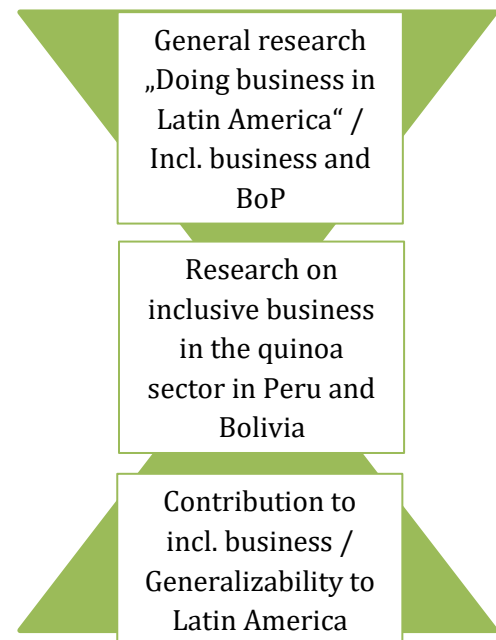 General research
„Doing business in
Latin America“ /
Incl. business and
BoP
Research on
inclusive business
in the quinoa
sector in Peru and
Bolivia
Contribution to
incl. business /
Generalizability to
Latin America